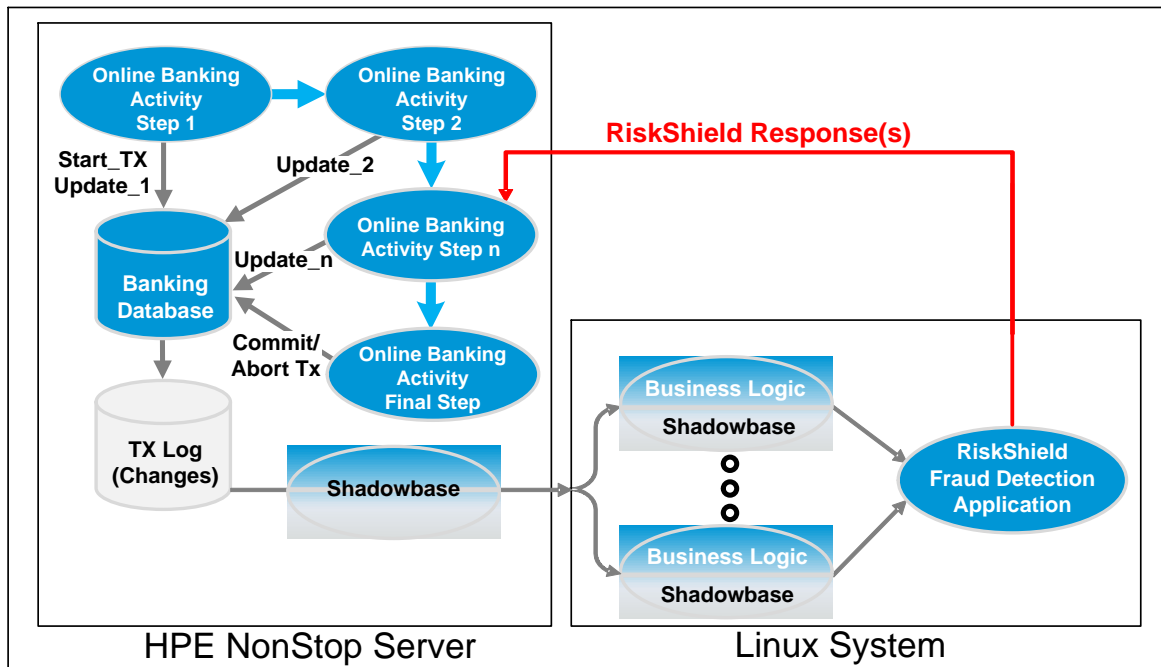 Online Banking
Activity
Step 1
Online Banking
Activity
Step 2
RiskShield Response(s)
Start_TX
Update_1
Update_2
Online Banking
Activity Step n
Update_n
Banking
Database
Commit/
Abort Tx
Online Banking
Activity
Final Step
TX Log
(Changes)
Shadowbase
Business Logic
Shadowbase
RiskShield
Fraud Detection
Application
Business Logic
Shadowbase
HPE NonStop Server
Linux System